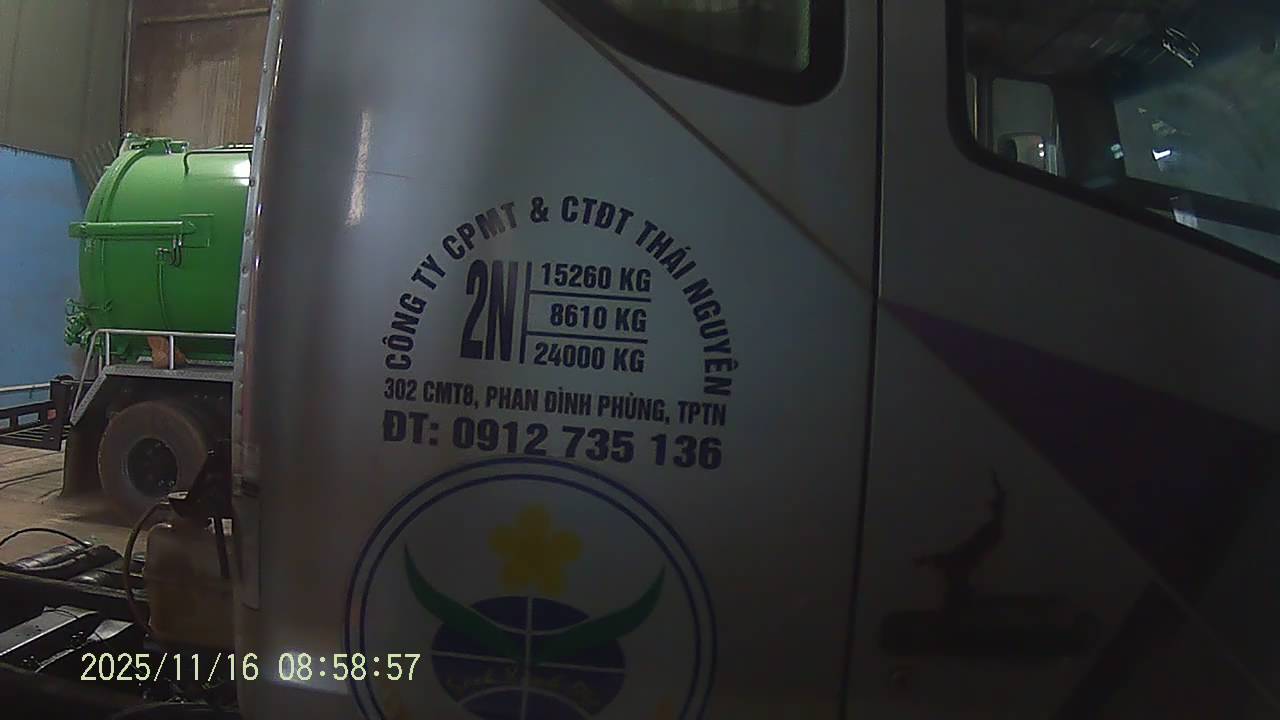 CÔNG TY CPMT & CTĐT THÁI NGUYÊN
2N
15260 KG
8610 KG
24000 KG
302 CMT8, PHAN ĐÌNH PHÙNG, TPTN
ĐT: 0912 735 136
2025/11/16 08:58:57